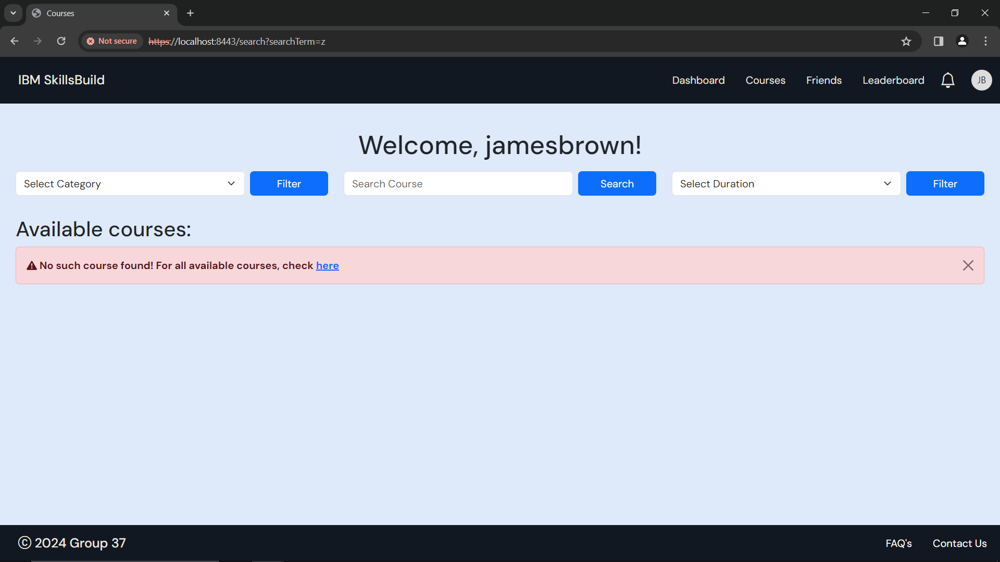 Courses
Not secure
https://localhost:8443/search?searchTerm=z
IBM SkillsBuild
Dashboard
Courses
Friends
Leaderboard
JB
Welcome, jamesbrown!
Select Category
Filter
Search Course
Search
Select Duration
Filter
Available courses:
No such course found! For all available courses, check here
© 2024 Group 37
FAQ's
Contact Us